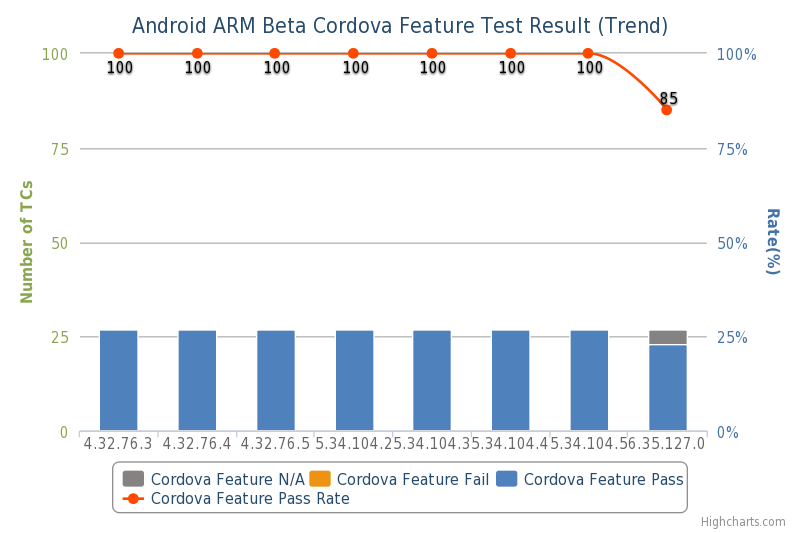 Android ARM Beta Cordova Feature Test Result (Trend)
100
75
50
25
0
Number of TCs
100 100 100 100 100 100 100 85
100%
75%
50%
25%
0%
Rate(%)
4.32.76.3 4.32.76.4 4.32.76.5 5.34.104.2 5.34.104.3 5.34.104.4 5.34.104.5 6.35.127.0
Cordova Feature N/A Cordova Feature Fail Cordova Feature Pass
Cordova Feature Pass Rate
Highcharts.com